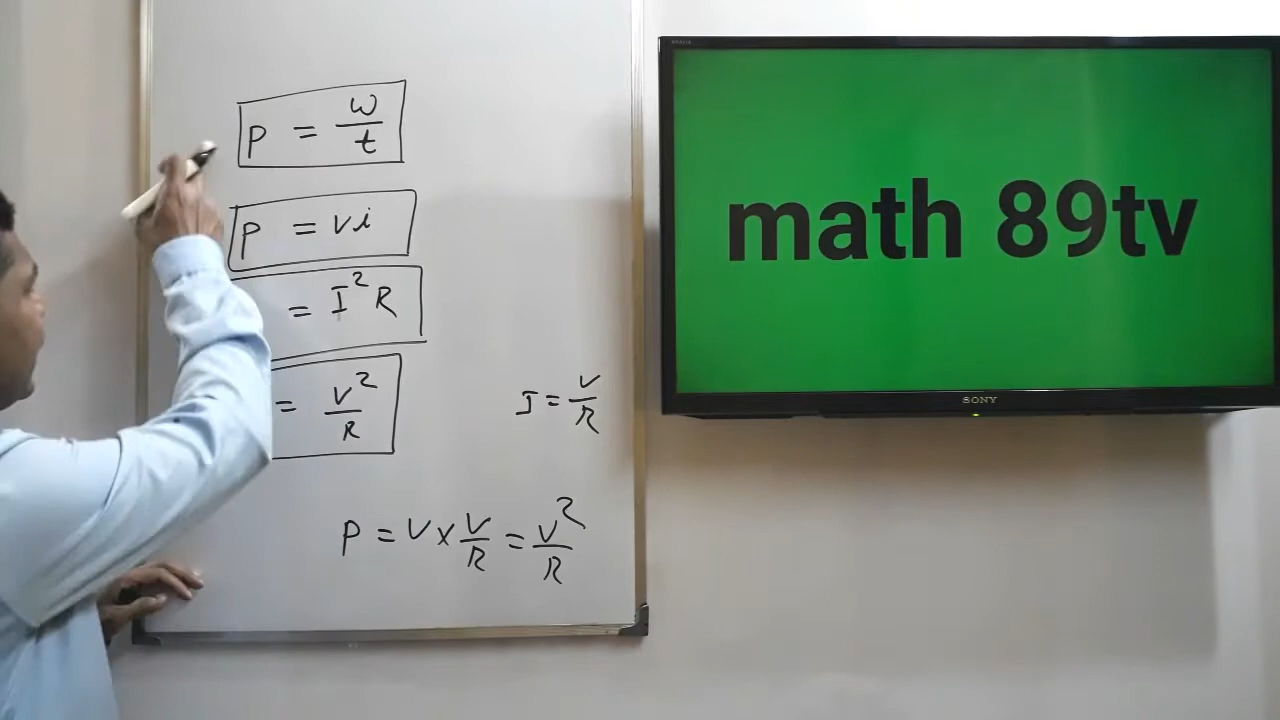 P = W/t
P = Vi
= I²R
= V²/R
I = V/R
P = V × V/R = V²/R
math 89tv
SONY